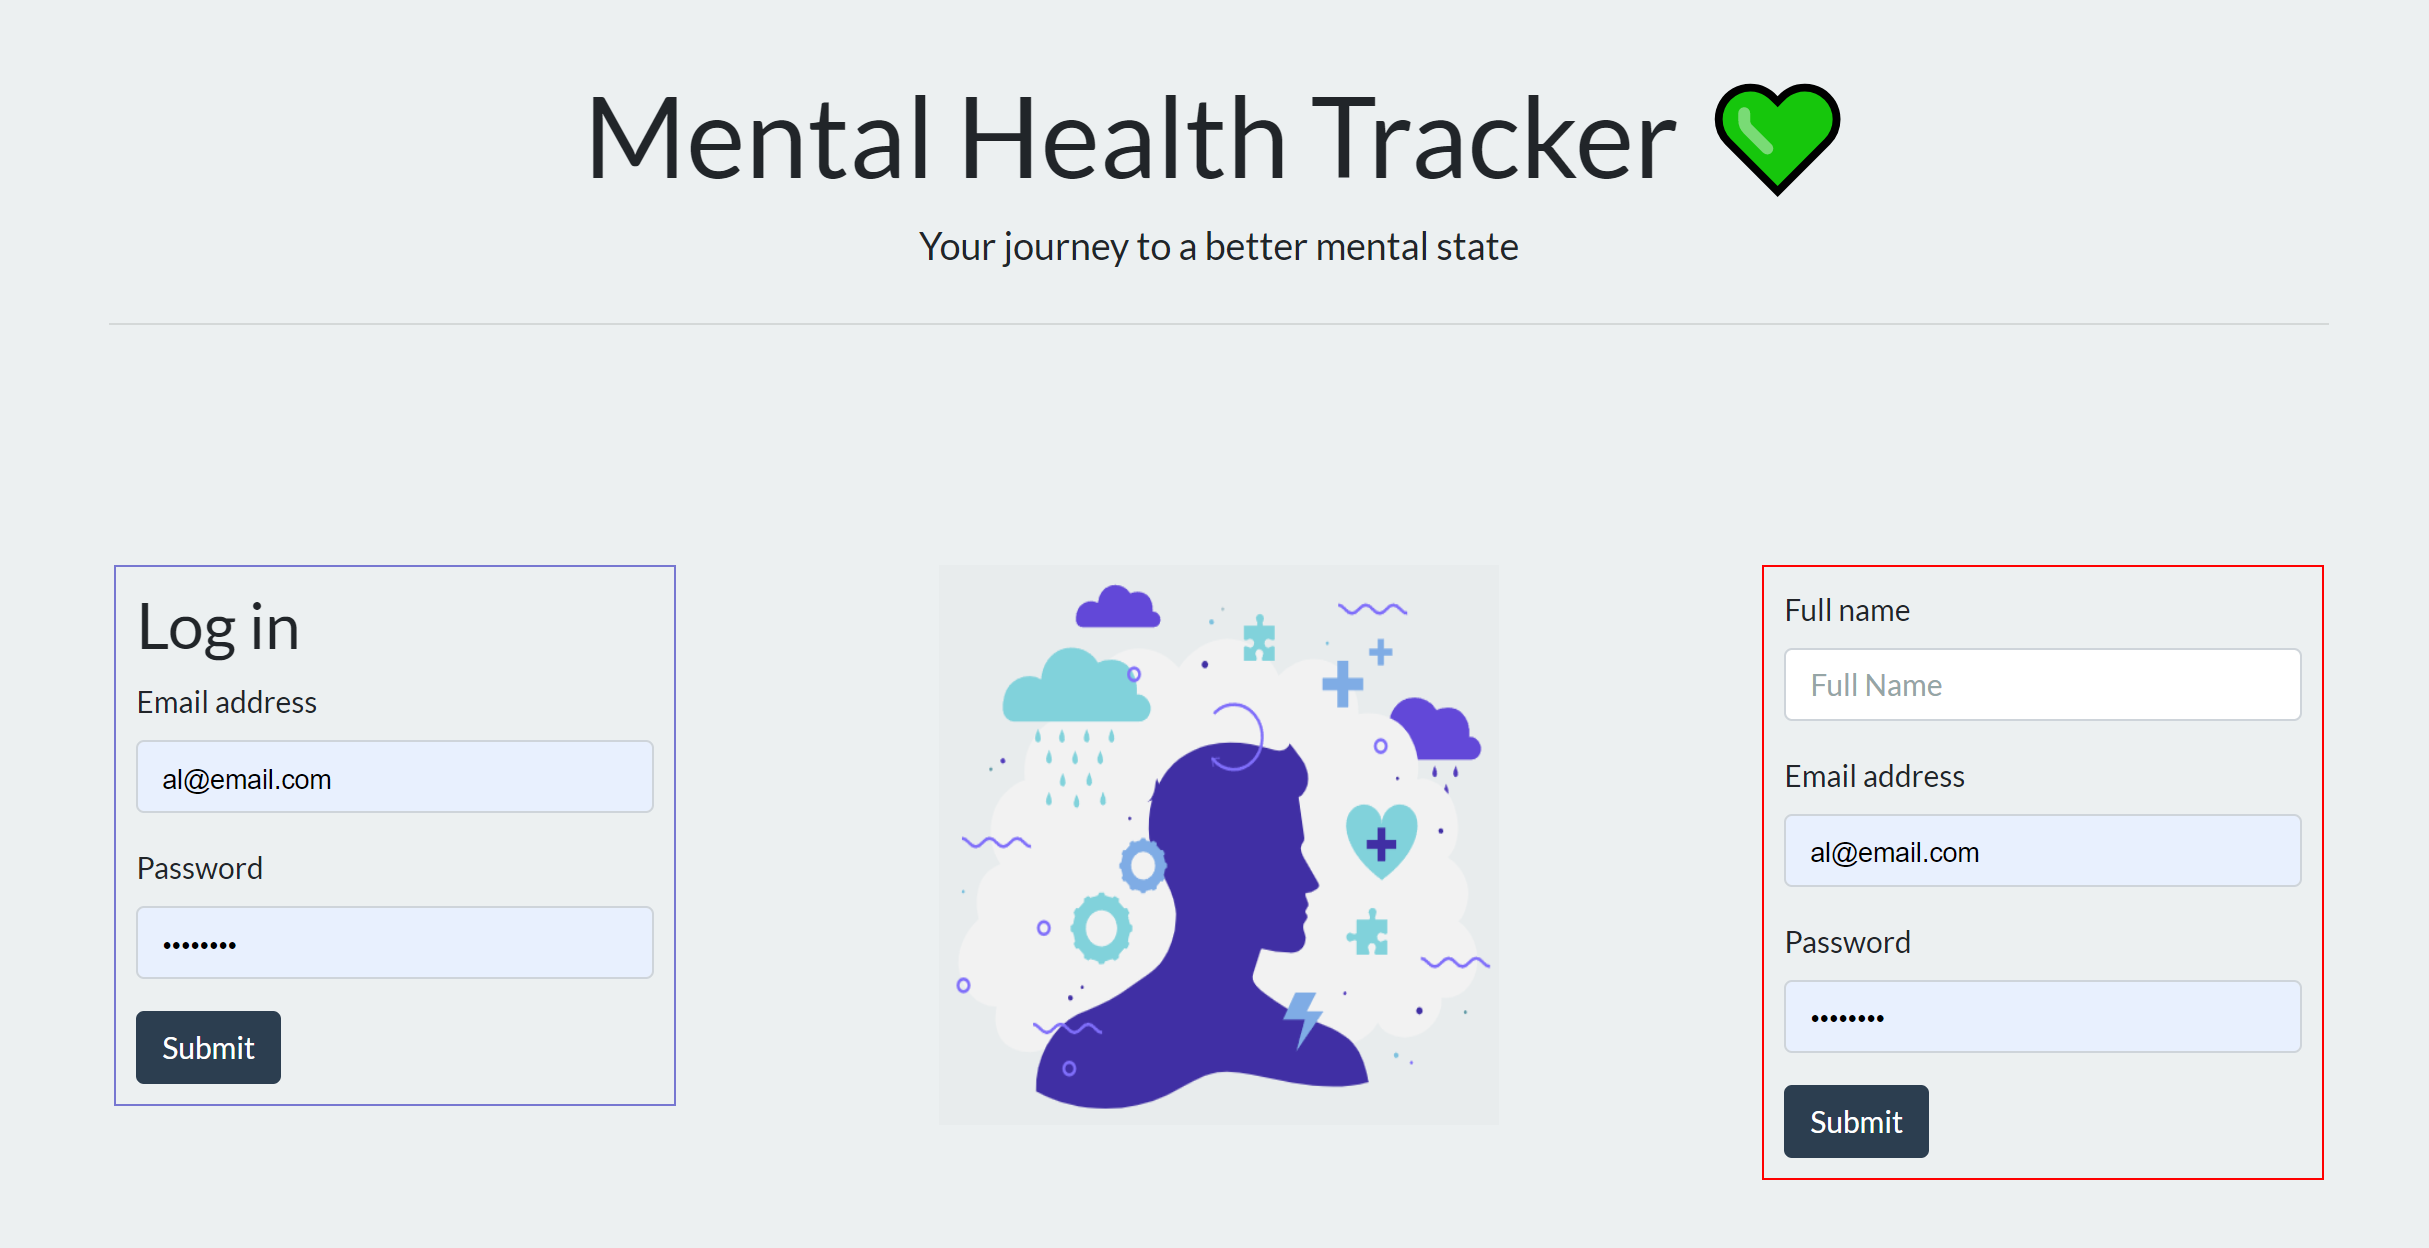 Mental Health Tracker
Your journey to a better mental state
Log in
Email address
al@email.com
Password
••••••••
Submit
Full name
Full Name
Email address
al@email.com
Password
••••••••
Submit